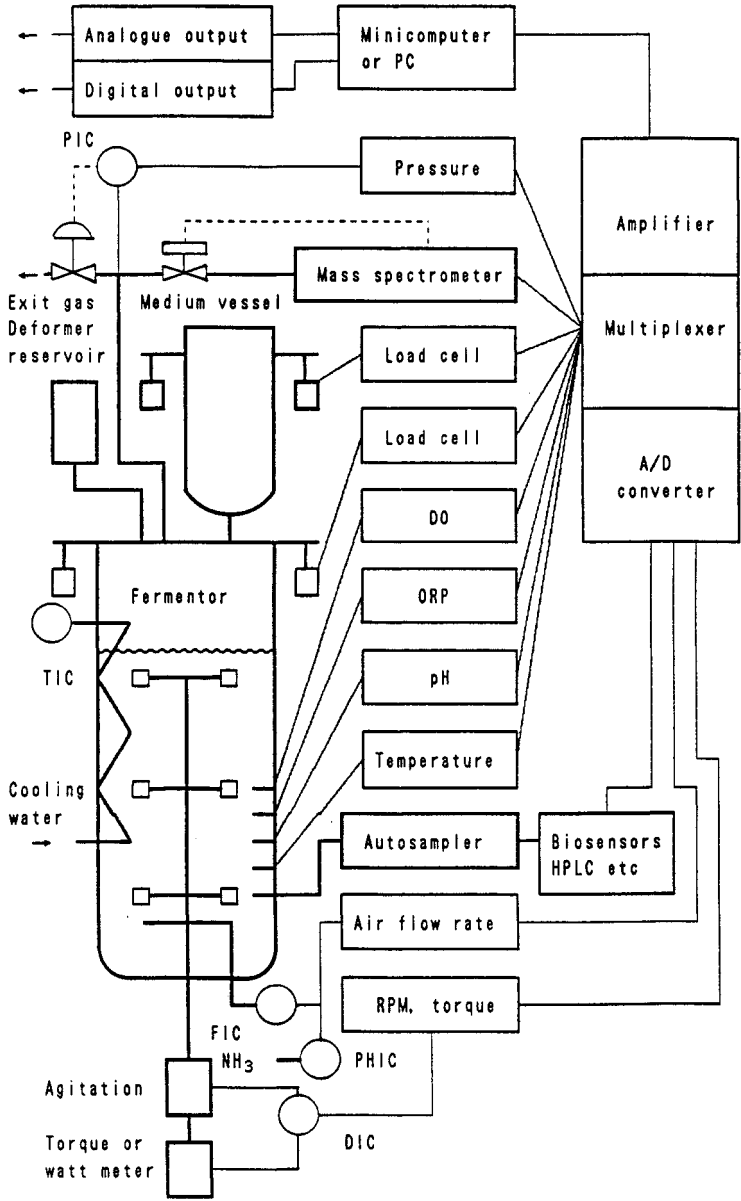 Analogue output
Minicomputer
or PC
Digital output
PIC
Pressure
Amplifier
Mass spectrometer
Exit gas
Medium vessel
Deformer
reservoir
Multiplexer
Load cell
Load cell
A/D
converter
DO
Fermentor
ORP
TIC
pH
Temperature
Cooling
water
Autosampler
Biosensors
HPLC etc
Air flow rate
RPM, torque
FIC
NH3
PHIC
Agitation
DIC
Torque or
watt meter